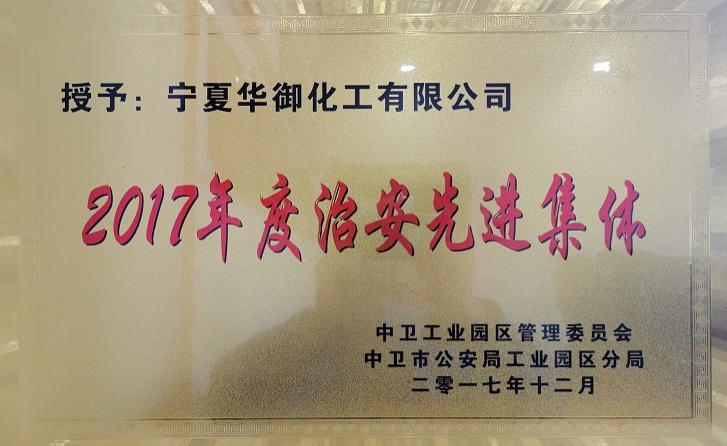 授予：宁夏华御化工有限公司
2017年度治安先进集体
中卫工业园区管理委员会
中卫市公安局工业园区分局
二零一七年十二月